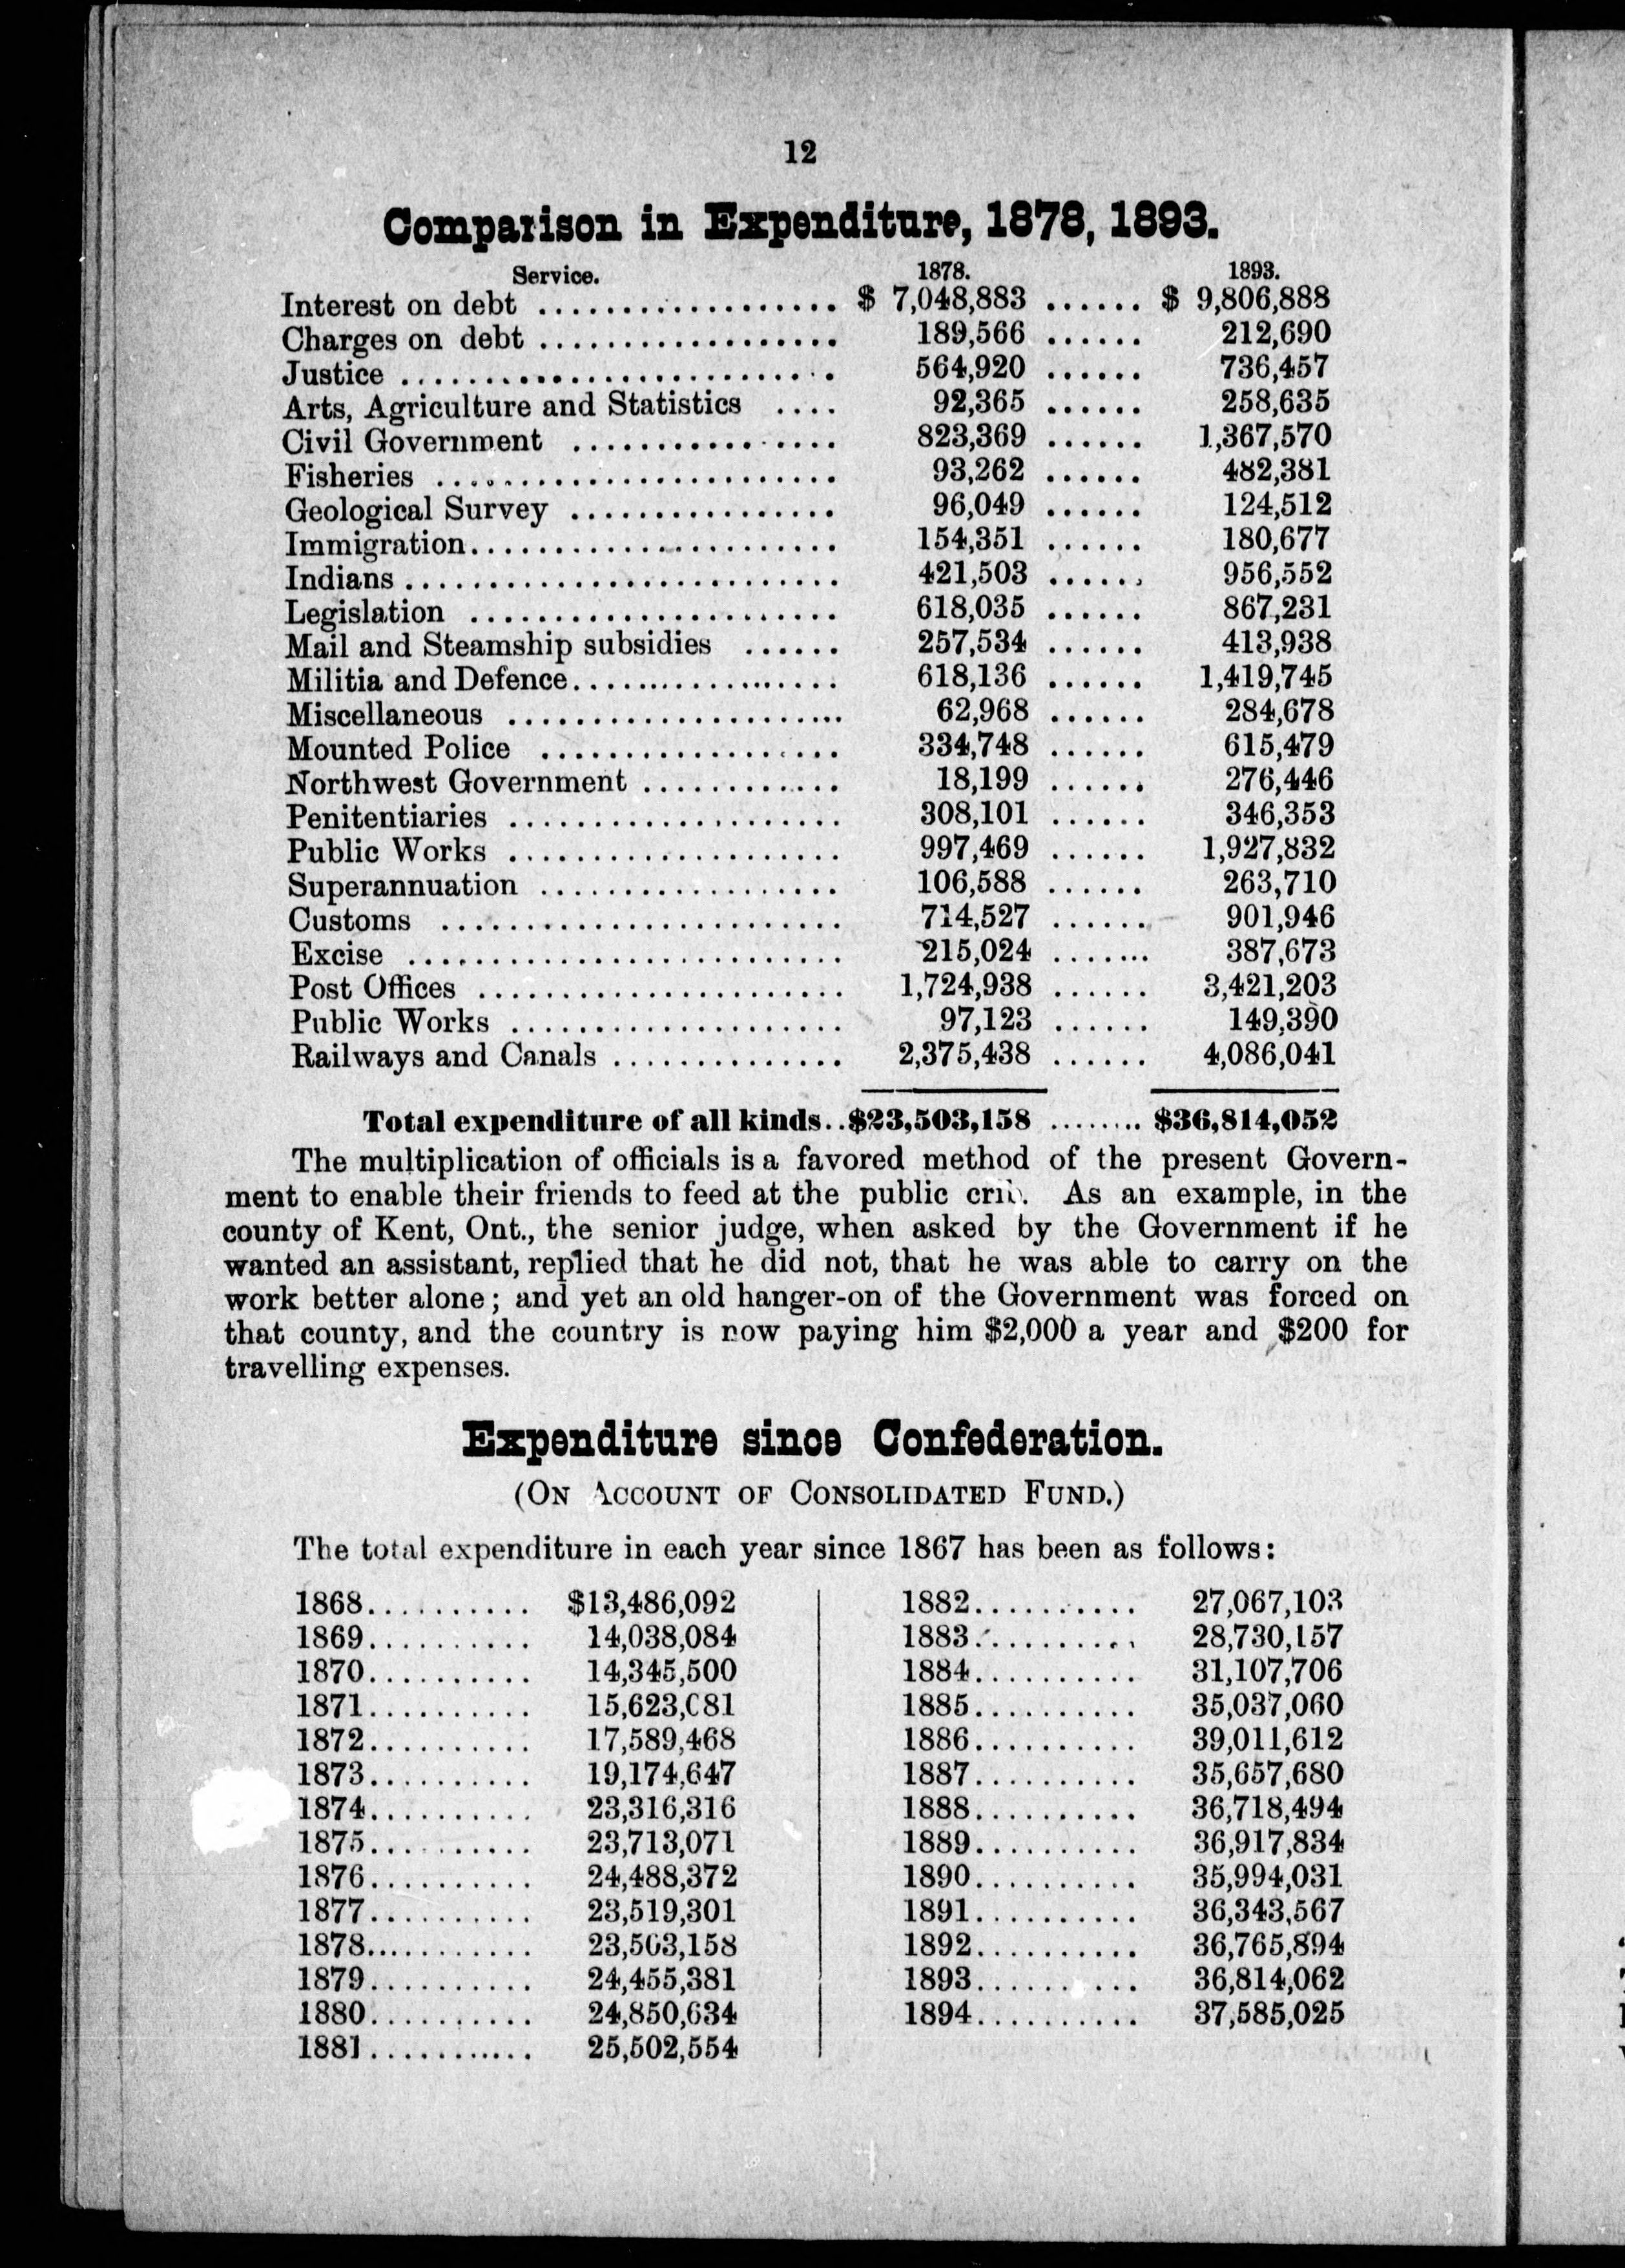 12
Comparison in Expenditure, 1878, 1893.
Service. 1878. 1893.
Interest on debt .................. $ 7,048,883 ...... $ 9,806,888
Charges on debt .................. 189,566 ...... 212,690
Justice .......................... 564,920 ...... 736,457
Arts, Agriculture and Statistics .... 92,365 ...... 258,635
Civil Government ................ 823,369 ...... 1,367,570
Fisheries ........................ 93,262 ...... 482,381
Geological Survey ................ 96,049 ...... 124,512
Immigration...................... 154,351 ...... 180,677
Indians .......................... 421,503 ...... 956,552
Legislation ...................... 618,035 ...... 867,231
Mail and Steamship subsidies ...... 257,534 ...... 413,938
Militia and Defence................ 618,136 ...... 1,419,745
Miscellaneous .................... 62,968 ...... 284,678
Mounted Police .................. 334,748 ...... 615,479
Northwest Government ............ 18,199 ...... 276,446
Penitentiaries .................... 308,101 ...... 346,353
Public Works .................... 997,469 ...... 1,927,832
Superannuation .................. 106,588 ...... 263,710
Customs ........................ 714,527 ...... 901,946
Excise .......................... 215,024 ....... 387,673
Post Offices ...................... 1,724,938 ...... 3,421,203
Public Works .................... 97,123 ...... 149,390
Railways and Canals .............. 2,375,438 ...... 4,086,041
Total expenditure of all kinds..$23,503,158 ........ $36,814,052
The multiplication of officials is a favored method of the present Govern-
ment to enable their friends to feed at the public crib. As an example, in the
county of Kent, Ont., the senior judge, when asked by the Government if he
wanted an assistant, replied that he did not, that he was able to carry on the
work better alone; and yet an old hanger-on of the Government was forced on
that county, and the country is now paying him $2,000 a year and $200 for
travelling expenses.
Expenditure since Confederation.
(ON ACCOUNT OF CONSOLIDATED FUND.)
The total expenditure in each year since 1867 has been as follows:
1868.......... $13,486,092
1869.......... 14,038,084
1870.......... 14,345,500
1871.......... 15,623,081
1872.......... 17,589,468
1873.......... 19,174,647
1874.......... 23,316,316
1875.......... 23,713,071
1876.......... 24,488,372
1877.......... 23,519,301
1878........... 23,503,158
1879.......... 24,455,381
1880.......... 24,850,634
1881........... 25,502,554
1882.......... 27,067,103
1883.......... 28,730,157
1884.......... 31,107,706
1885.......... 35,037,060
1886.......... 39,011,612
1887.......... 35,657,680
1888.......... 36,718,494
1889.......... 36,917,834
1890.......... 35,994,031
1891.......... 36,343,567
1892.......... 36,765,894
1893.......... 36,814,062
1894.......... 37,585,025